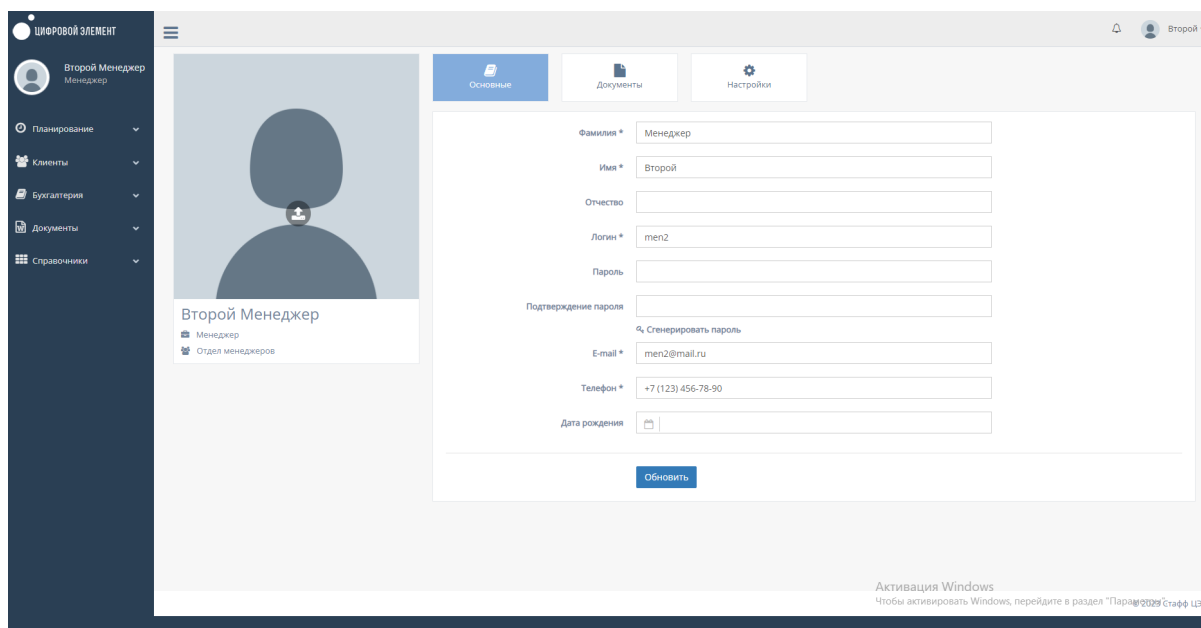 ЦИФРОВОЙ ЭЛЕМЕНТ
Второй
Второй Менеджер
Менеджер
Планирование
Клиенты
Бухгалтерия
Документы
Справочники
Второй Менеджер
Менеджер
Отдел менеджеров
Основные
Документы
Настройки
Фамилия * Менеджер
Имя * Второй
Отчество
Логин * men2
Пароль
Подтверждение пароля
Сгенерировать пароль
E-mail * men2@mail.ru
Телефон * +7 (123) 456-78-90
Дата рождения
Обновить
Активация Windows
Чтобы активировать Windows, перейдите в раздел "Параметры".
© 2023 Стафф ЦЭ